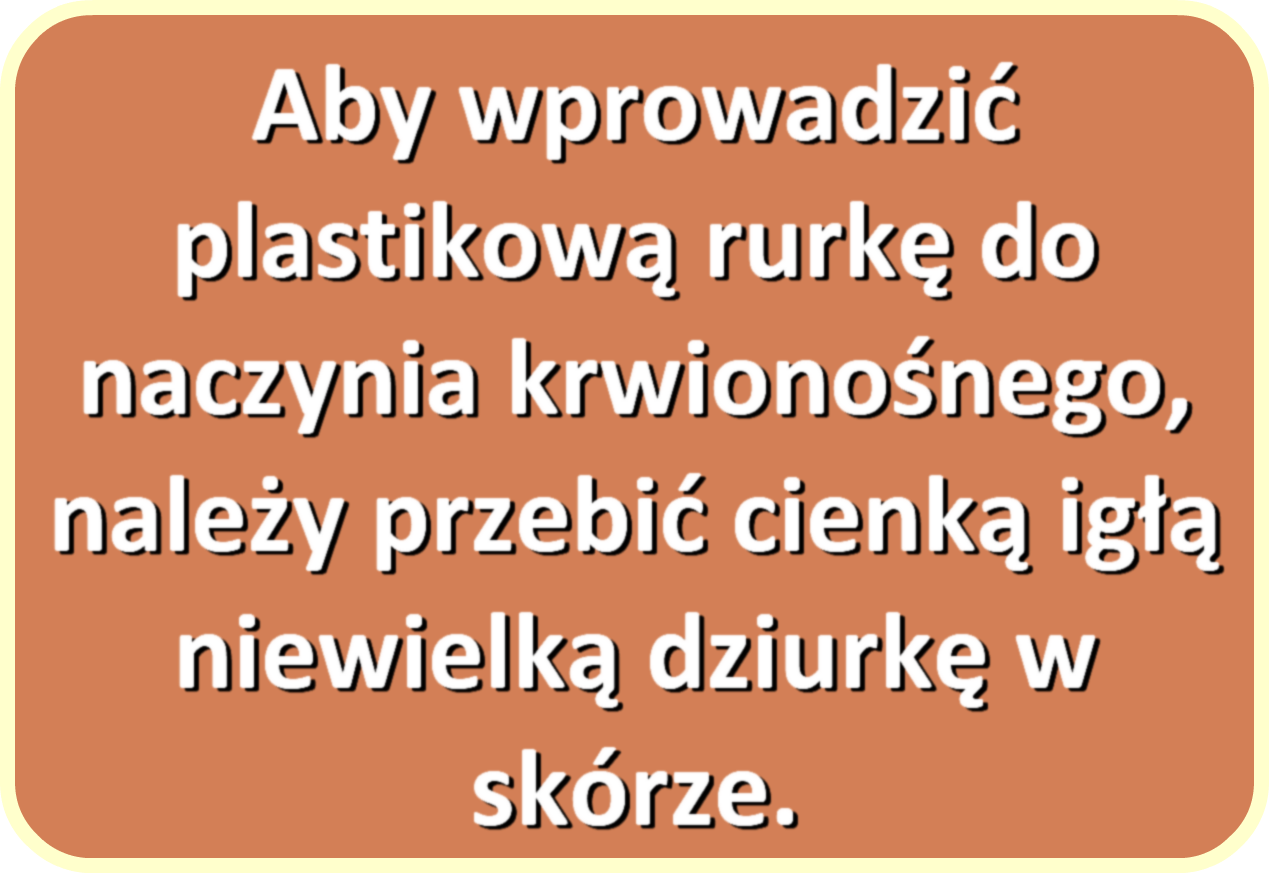 Aby wprowadzić
plastikową rurkę do
naczynia krwionośnego,
należy przebić cienką igłą
niewielką dziurkę w
skórze.